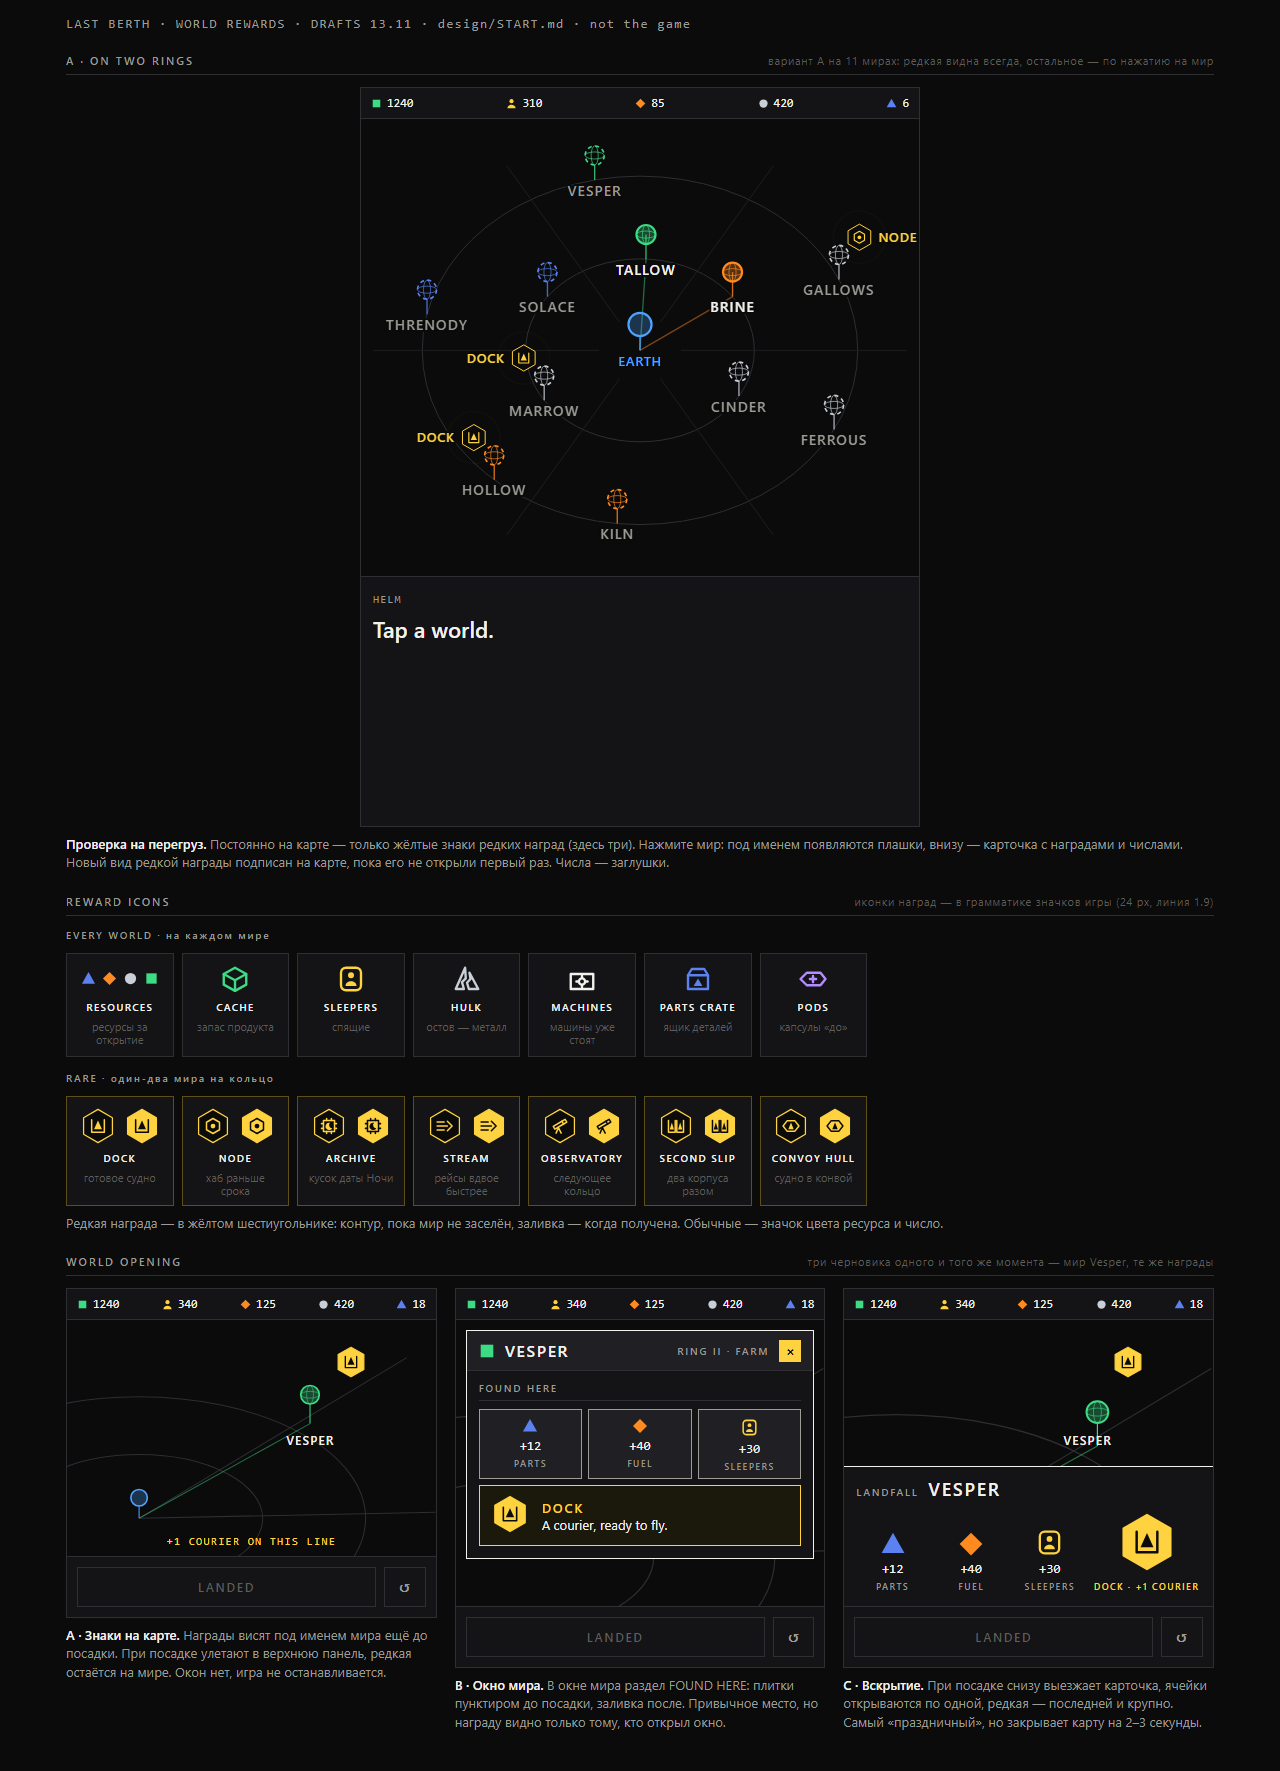 LAST BERTH · WORLD REWARDS · DRAFTS 13.11 · design/START.md · not the game
A · ON TWO RINGS
вариант A на 11 мирах: редкая видна всегда, остальное — по нажатию на мир
1240 310 85 420 6
VESPER
NODE
TALLOW
GALLOWS
SOLACE
BRINE
THRENODY
DOCK
EARTH
MARROW
CINDER
DOCK
FERROUS
HOLLOW
KILN
HELM
Tap a world.
Проверка на перегруз. Постоянно на карте — только жёлтые знаки редких наград (здесь три). Нажмите мир: под именем появляются плашки, внизу — карточка с наградами и числами.
Новый вид редкой награды подписан на карте, пока его не открыли первый раз. Числа — заглушки.
REWARD ICONS
иконки наград — в грамматике значков игры (24 px, линия 1.9)
EVERY WORLD · на каждом мире
RESOURCES
ресурсы за
открытие
CACHE
запас продукта
SLEEPERS
спящие
HULK
остов — металл
MACHINES
машины уже
стоят
PARTS CRATE
ящик деталей
PODS
капсулы «до»
RARE · один-два мира на кольцо
DOCK
готовое судно
NODE
хаб раньше
срока
ARCHIVE
кусок даты Ночи
STREAM
рейсы вдвое
быстрее
OBSERVATORY
следующее
кольцо
SECOND SLIP
два корпуса
разом
CONVOY HULL
судно в конвой
Редкая награда — в жёлтом шестиугольнике: контур, пока мир не заселён, заливка — когда получена. Обычные — значок цвета ресурса и число.
WORLD OPENING
три черновика одного и того же момента — мир Vesper, те же награды
1240 340 125 420 18
VESPER
+1 COURIER ON THIS LINE
LANDED ↺
A · Знаки на карте. Награды висят под именем мира ещё до
посадки. При посадке улетают в верхнюю панель, редкая
остаётся на мире. Окон нет, игра не останавливается.
1240 340 125 420 18
VESPER RING II · FARM ×
FOUND HERE
+12
PARTS
+40
FUEL
+30
SLEEPERS
DOCK
A courier, ready to fly.
LANDED ↺
B · Окно мира. В окне мира раздел FOUND HERE: плитки
пунктиром до посадки, заливка после. Привычное место, но
награду видно только тому, кто открыл окно.
1240 340 125 420 18
VESPER
LANDFALL VESPER
+12
PARTS
+40
FUEL
+30
SLEEPERS
DOCK · +1 COURIER
LANDED ↺
C · Вскрытие. При посадке снизу выезжает карточка, ячейки
открываются по одной, редкая — последней и крупно.
Самый «праздничный», но закрывает карту на 2–3 секунды.